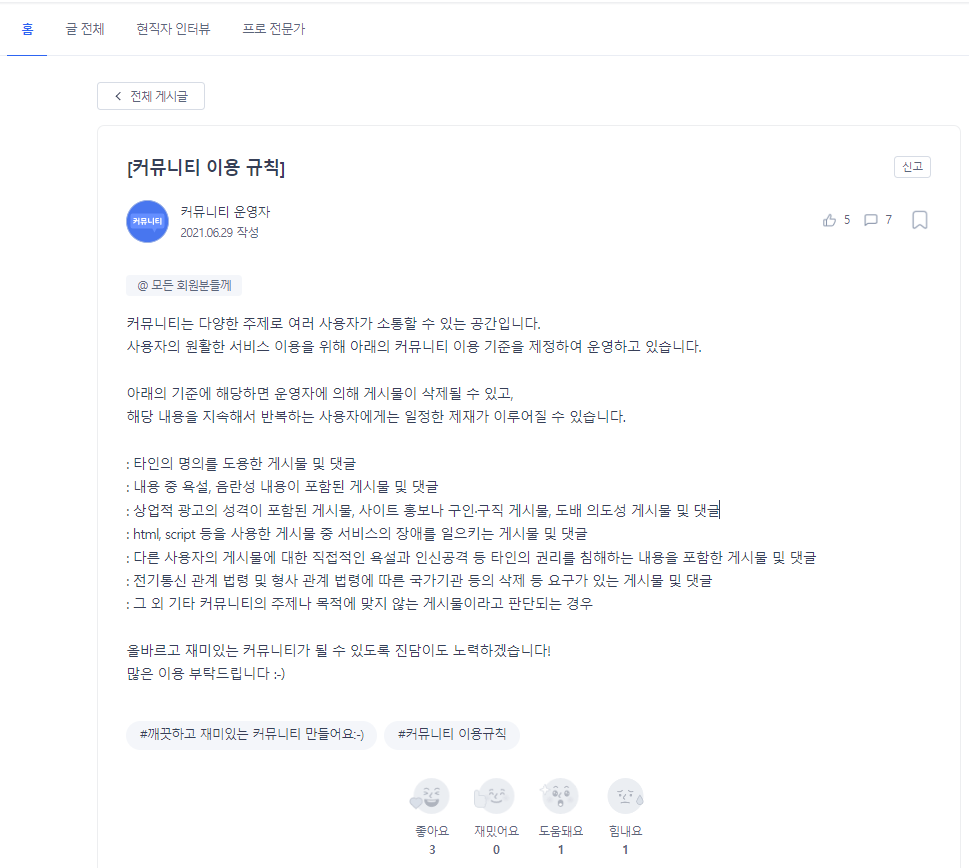 홈 글 전체 현직자 인터뷰 프로 전문가
전체 게시글
[커뮤니티 이용 규칙] 신고
커뮤니티
커뮤니티 운영자
2021.06.29 작성
5 7
@ 모든 회원분들께
커뮤니티는 다양한 주제로 여러 사용자가 소통할 수 있는 공간입니다.
사용자의 원활한 서비스 이용을 위해 아래의 커뮤니티 이용 기준을 제정하여 운영하고 있습니다.
아래의 기준에 해당하면 운영자에 의해 게시물이 삭제될 수 있고,
해당 내용을 지속해서 반복하는 사용자에게는 일정한 제재가 이루어질 수 있습니다.
: 타인의 명의를 도용한 게시물 및 댓글
: 내용 중 욕설, 음란성 내용이 포함된 게시물 및 댓글
: 상업적 광고의 성격이 포함된 게시물, 사이트 홍보나 구인·구직 게시물, 도배 의도성 게시물 및 댓글
: html, script 등을 사용한 게시물 중 서비스의 장애를 일으키는 게시물 및 댓글
: 다른 사용자의 게시물에 대한 직접적인 욕설과 인신공격 등 타인의 권리를 침해하는 내용을 포함한 게시물 및 댓글
: 전기통신 관계 법령 및 형사 관계 법령에 따른 국가기관 등의 삭제 등 요구가 있는 게시물 및 댓글
: 그 외 기타 커뮤니티의 주제나 목적에 맞지 않는 게시물이라고 판단되는 경우
올바르고 재미있는 커뮤니티가 될 수 있도록 진담이도 노력하겠습니다!
많은 이용 부탁드립니다 :-)
#깨끗하고 재미있는 커뮤니티 만들어요:-) #커뮤니티 이용규칙
좋아요 재밌어요 도움돼요 힘내요
3 0 1 1